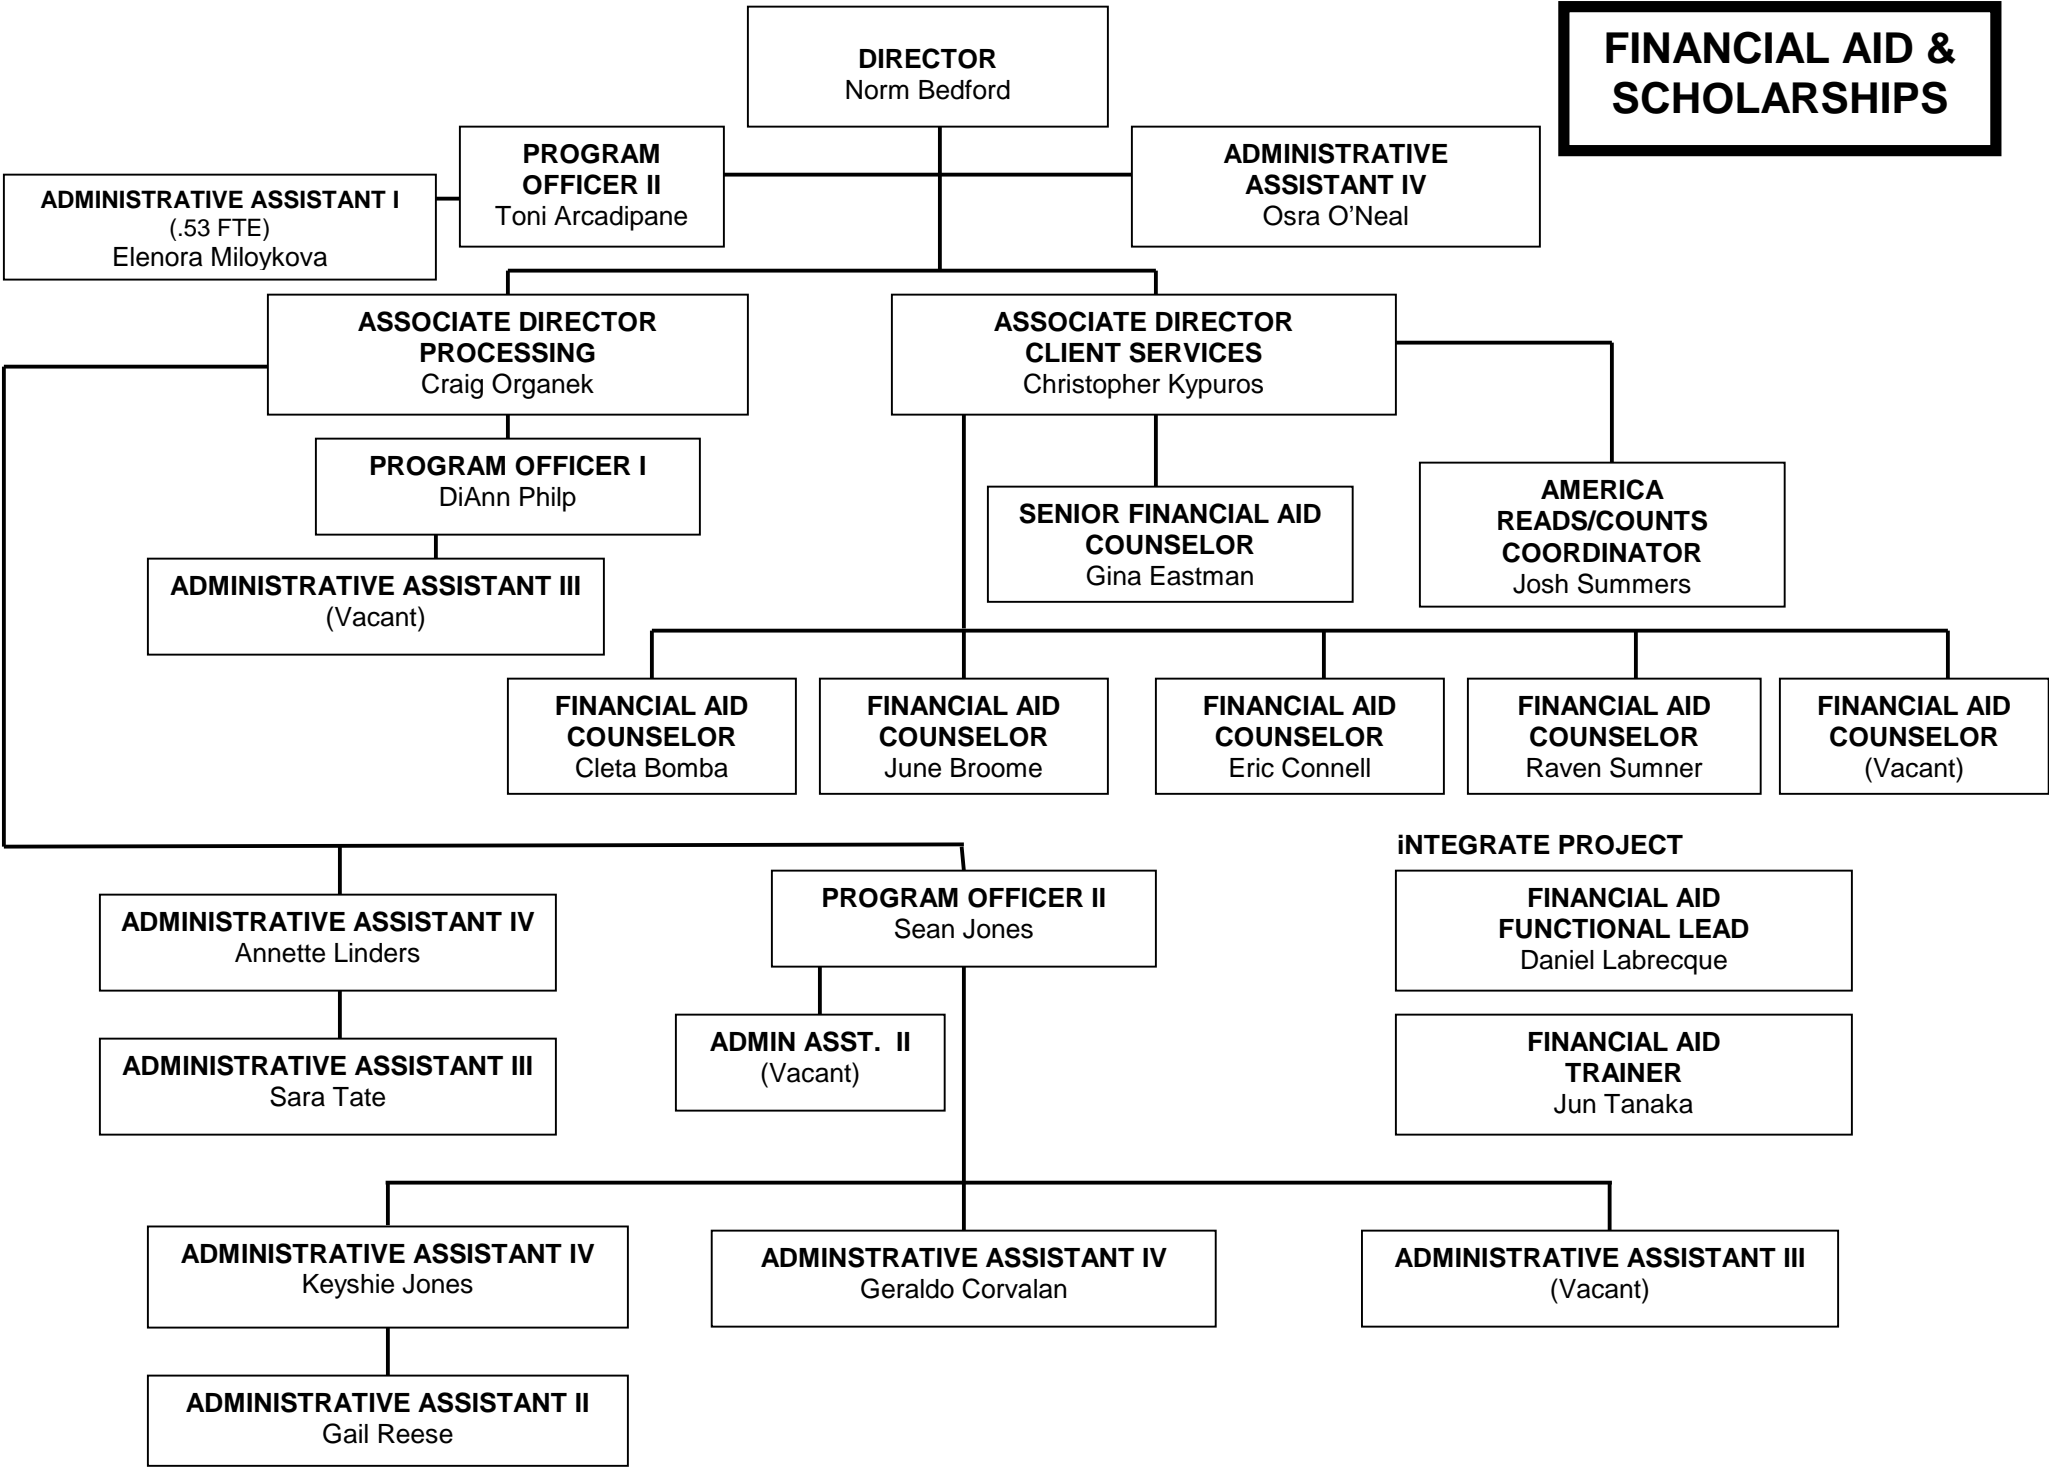 DIRECTOR
Norm Bedford
FINANCIAL AID &
SCHOLARSHIPS
PROGRAM
OFFICER II
Toni Arcadipane
ADMINISTRATIVE
ASSISTANT IV
Osra O’Neal
ADMINISTRATIVE ASSISTANT I
(.53 FTE)
Elenora Miloykova
ASSOCIATE DIRECTOR
PROCESSING
Craig Organek
ASSOCIATE DIRECTOR
CLIENT SERVICES
Christopher Kypuros
PROGRAM OFFICER I
DiAnn Philp
SENIOR FINANCIAL AID
COUNSELOR
Gina Eastman
AMERICA
READS/COUNTS
COORDINATOR
Josh Summers
ADMINISTRATIVE ASSISTANT III
(Vacant)
FINANCIAL AID
COUNSELOR
Cleta Bomba
FINANCIAL AID
COUNSELOR
June Broome
FINANCIAL AID
COUNSELOR
Eric Connell
FINANCIAL AID
COUNSELOR
Raven Sumner
FINANCIAL AID
COUNSELOR
(Vacant)
iNTEGRATE PROJECT
ADMINISTRATIVE ASSISTANT IV
Annette Linders
PROGRAM OFFICER II
Sean Jones
FINANCIAL AID
FUNCTIONAL LEAD
Daniel Labrecque
ADMINISTRATIVE ASSISTANT III
Sara Tate
ADMIN ASST.  II
(Vacant)
FINANCIAL AID
TRAINER
Jun Tanaka
ADMINISTRATIVE ASSISTANT IV
Keyshie Jones
ADMINSTRATIVE ASSISTANT IV
Geraldo Corvalan
ADMINISTRATIVE ASSISTANT III
(Vacant)
ADMINISTRATIVE ASSISTANT II
Gail Reese